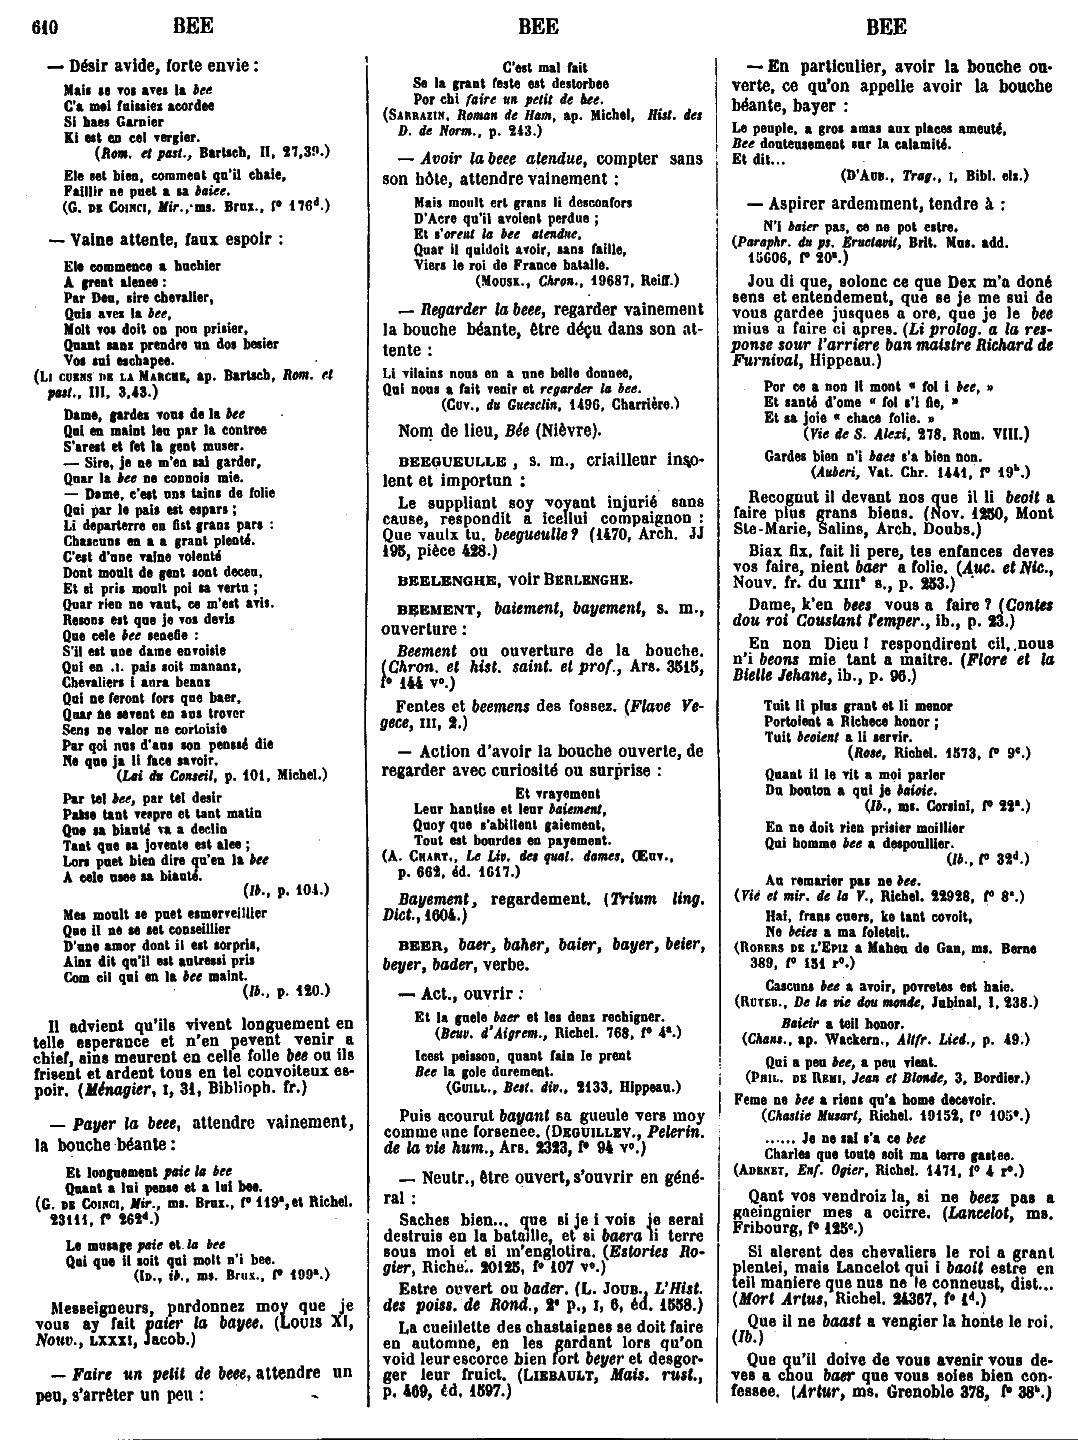 610 BEE BEE BEE
— Désir avide, forte envie :
Mais se vos aves la bee
C'a moi fuissiez acordee
Si haes Garnier
Ki est en cel vergier.
(Rom. et past., Bartsch, II, 27,39.)
Ele set bien, comment qu'il chaie,
Faillir ne puet a sa baiee.
(G. DE COINCI, Mir., ms. Brux., f° 176d.)
— Vaine attente, faux espoir :
Ele commence a huchier
A grent alenee :
Par Deu, sire chevalier,
Quis avez la bee,
Molt vos doit on pou prisier,
Quant sanz prendre un dos besier
Vos sui eschapee.
(LI CUENS DE LA MARCHE, ap. Bartsch, Rom. et
past., III, 3,43.)
Dame, gardez vous de la bee
Qui en maint leu par la contree
S'arest et fet la gent muser.
— Sire, je ne m'en sai garder,
Quar la bee ne connois mie.
— Dame, c'est uns tains de folie
Qui par le païs est espars ;
Li departerre en fist grans pars :
Chascuns en a a grant plenté.
C'est d'une vaine volenté
Dont moult de gent sont deceu,
Et si pris moult poi sa vertu ;
Quar rien ne vaut, ce m'est avis.
Resons est que je vos devis
Que cele bee senefie :
S'il est une dame envoisie
Qui en .I. païs soit mananz,
Chevaliers i aura beanz
Qui ne feront fors que baer,
Quar ne sevent en aus trover
Sens ne valor ne cortoisie
Par qoi nus d'aus son penssé die
Ne que ja li face savoir.
(Lai du Conseil, p. 101, Michel.)
Par tel bee, par tel desir
Passe tant vespre et tant matin
Que sa biauté va a declin
Tant que sa jovente est alee ;
Lors puet bien dire qu'en la bee
A cele usee sa biauté.
(Ib., p. 104.)
Mes moult se puet esmerveillier
Que il ne se set conseillier
D'une amor dont il est sorpris,
Ainz dit qu'il est autressi pris
Com cil qui en la bee maint.
(Ib., p. 120.)
Il advient qu'ils vivent longuement en
telle esperance et n'en pevent venir a
chief, ains meurent en celle folle bee ou ils
frisent et ardent tous en tel convoiteux es-
poir. (Ménagier, I, 31, Biblioph. fr.)
— Payer la beee, attendre vainement,
la bouche béante :
Et longuement paie la bee
Quant a lui pense et a lui bee.
(G. DE COINCI, Mir., ms. Brux., f° 119a, et Richel.
23111, f° 262d.)
Le musage paie et la bee
Qui que il soit qui molt n'i bee.
(ID., ib., ms. Brux., f° 199a.)
Messeigneurs, pardonnez moy que je
vous ay fait paier la bayee. (LOUIS XI,
Nouv., LXXXI, Jacob.)
— Faire un petit de beee, attendre un
peu, s'arrêter un peu :
C'est mal fait
Se la grant feste est destorbee
Por chi faire un petit de bee.
(SARRAZIN, Roman de Ham, ap. Michel, Hist. des
D. de Norm., p. 243.)
— Avoir la beee atendue, compter sans
son hôte, attendre vainement :
Mais moult ert grans li desconfors
D'Acre qu'il avoient perdue ;
Et s'orent la bee atendue,
Quar il quidoit avoir, sans faille,
Viers le roi de France bataille.
(MOUSK., Chron., 19687, Reiff.)
— Regarder la beee, regarder vainement
la bouche béante, être déçu dans son at-
tente :
Li vilains nous en a une belle donnee,
Qui nous a fait venir et regarder la bee.
(CUV., du Guesclin, 1496, Charrière.)
Nom de lieu, Bée (Nièvre).
BEEGUEULLE, s. m., criailleur inso-
lent et importun :
Le suppliant soy voyant injurié sans
cause, respondit a icellui compaignon :
Que vaulx tu, beegueulle? (1470, Arch. JJ
195, pièce 428.)
BEELENGHE, voir BERLENGHE.
BEEMENT, baiement, bayement, s. m.,
ouverture :
Beement ou ouverture de la bouche.
(Chron. et hist. saint. et prof., Ars. 3515,
f° 144 v°.)
Fentes et beemens des fossez. (Flave Ve-
gece, III, 2.)
— Action d'avoir la bouche ouverte, de
regarder avec curiosité ou surprise :
Et vrayement
Leur hantise et leur baiement,
Quoy que s'abillent gaiement,
Tout est bourdes en payement.
(A. CHART., Le Liv. des qual. dames, Œuv.,
p. 662, éd. 1617.)
Bayement, regardement. (Trium ling.
Dict., 1604.)
BEER, baer, baher, baier, bayer, beier,
beyer, bader, verbe.
— Act., ouvrir :
Et la guele baer et les denz rechigner.
(Beuv. d'Aigrem., Richel. 768, f° 4a.)
Icest peisson, quant fain le prent
Bee la gole durement.
(GUILL., Best. div., 2133, Hippeau.)
Puis acourut bayant sa gueule vers moy
comme une forsenee. (DEGUILLEV., Pelerin.
de la vie hum., Ars. 2323, f° 94 v°.)
— Neutr., être ouvert, s'ouvrir en géné-
ral :
Saches bien... que si je i vois je serai
destruis en la bataille, et si baera li terre
sous moi et si m'englotira. (Estories Ro-
gier, Richel. 20125, f° 107 v°.)
Estre ouvert ou bader. (L. JOUB., L'Hist.
des poiss. de Rond., 2e p., I, 6, éd. 1558.)
La cueillette des chastaignes se doit faire
en automne, en les gardant lors qu'on
void leur escorce bien fort beyer et desgor-
ger leur fruict. (LIEBAULT, Mais. rust.,
p. 469, éd. 1597.)
— En particulier, avoir la bouche ou-
verte, ce qu'on appelle avoir la bouche
béante, bayer :
Le peuple, a gros amas aux places ameuté,
Bee douteusement sur la calamité.
Et dit...
(D'AUB., Trag., I, Bibl. elz.)
— Aspirer ardemment, tendre à :
N'i baier pas, ce ne pot estre.
(Paraphr. du ps. Eructavit, Brit. Mus. add.
15606, f° 20a.)
Jou di que, solonc ce que Dex m'a doné
sens et entendement, que se je me sui de
vous gardee jusques a ore, que je le bee
mius a faire ci apres. (Li prolog. a la res-
ponse sour l'arriere ban maistre Richard de
Furnival, Hippeau.)
Por ce a non li mont « fol i bee, »
Et santé d'ome « fol s'i fie, »
Et sa joie « chace folie. »
(Vie de S. Alexi, 278, Rom. VIII.)
Gardes bien n'i baes s'a bien non.
(Auberi, Vat. Chr. 1441, f° 19b.)
Recognut il devant nos que il li beoit a
faire plus grans biens. (Nov. 1250, Mont
Ste-Marie, Salins, Arch. Doubs.)
Biax fix, fait li pere, tes enfances deves
vos faire, nient baer a folie. (Auc. et Nic.,
Nouv. fr. du XIIIe s., p. 253.)
Dame, k'en bees vous a faire ? (Contes
dou roi Coustant l'emper., ib., p. 23.)
En non Dieu ! respondirent cil, nous
n'i beons mie tant a maitre. (Flore et la
Bielle Jehane, ib., p. 96.)
Tuit li plus grant et li menor
Portoient a Richece honor ;
Tuit beoient a li servir.
(Rose, Richel. 1573, f° 9c.)
Quant il le vit a moi parler
Du bouton a qui je baioie.
(Ib., ms. Corsini, f° 22a.)
En ne doit rien prisier moillier
Qui homme bee a despoullier.
(Ib., f° 32d.)
Au remarier pas ne bee.
(Vie et mir. de la V., Richel. 22928, f° 8a.)
Hai, frans cuers, ke tant covoit,
Ne beies a ma foleteit.
(ROBERS DE L'EPIZ a Maheu de Gan, ms. Berne
389, f° 151 r°.)
Cascuns bee a avoir, povretes est haie.
(RUTEB., De la vie dou monde, Jubinal, I, 238.)
Baieir a teil honor.
(Chans., ap. Wackern., Altfr. Lied., p. 49.)
Qui a peu bee, a peu vient.
(PHIL. DE REMI, Jean et Blonde, 3, Bordier.)
Feme ne bee a riens qu'a home decevoir.
(Chastie Musart, Richel. 19152, f° 105e.)
...... Je ne sai s'a ce bee
Charles que toute soit ma terre gastee.
(ADENET, Enf. Ogier, Richel. 1471, f° 4 r°.)
Qant vos vendroiz la, si ne beez pas a
gaeingnier mes a ocirre. (Lancelot, ms.
Fribourg, f° 125c.)
Si alerent des chevaliers le roi a grant
plentei, mais Lancelot qui i baoit estre en
teil maniere que nus ne le conneust, dist...
(Mort Artus, Richel. 24367, f° 1d.)
Que il ne baast a vengier la honte le roi.
(Ib.)
Que qu'il doive de vous avenir vous de-
ves a chou baer que vous soies bien con-
fessee. (Artur, ms. Grenoble 378, f° 38b.)